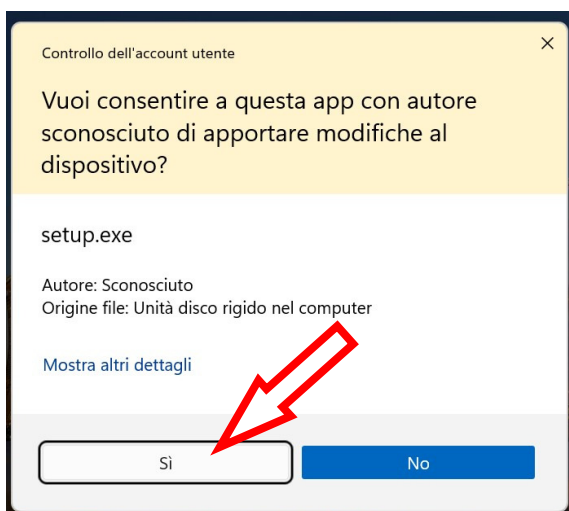 Controllo dell'account utente
Vuoi consentire a questa app con autore
sconosciuto di apportare modifiche al
dispositivo?
setup.exe
Autore: Sconosciuto
Origine file: Unità disco rigido nel computer
Mostra altri dettagli
Sì
No